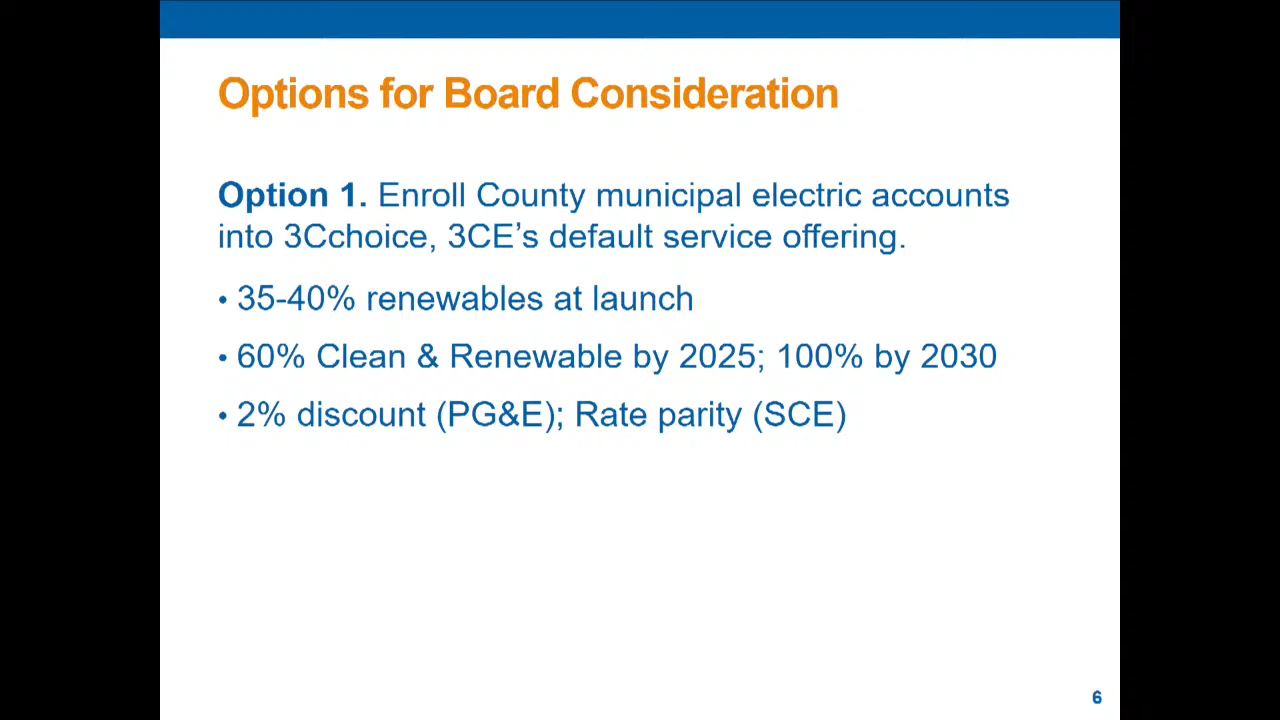 Options for Board Consideration
Option 1. Enroll County municipal electric accounts
into 3Cchoice, 3CE’s default service offering.
• 35-40% renewables at launch
• 60% Clean & Renewable by 2025; 100% by 2030
• 2% discount (PG&E); Rate parity (SCE)
6